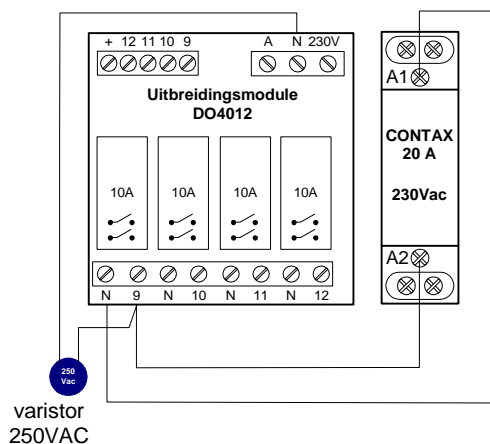 + 12 11 10 9
A N 230V
Uitbreidingsmodule
DO4012
10A 10A 10A 10A
N 9 N 10 N 11 N 12
A1
CONTAX
20 A
230Vac
A2
250
Vac
varistor
250VAC